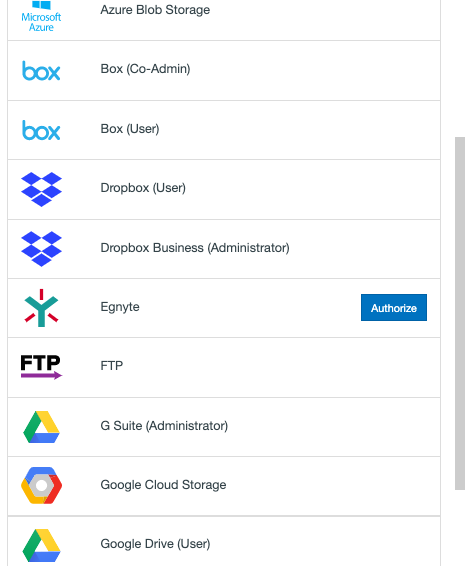 Microsoft
Azure
Azure Blob Storage
box
Box (Co-Admin)
box
Box (User)
Dropbox (User)
Dropbox Business (Administrator)
Egnyte
Authorize
FTP
FTP
G Suite (Administrator)
Google Cloud Storage
Google Drive (User)